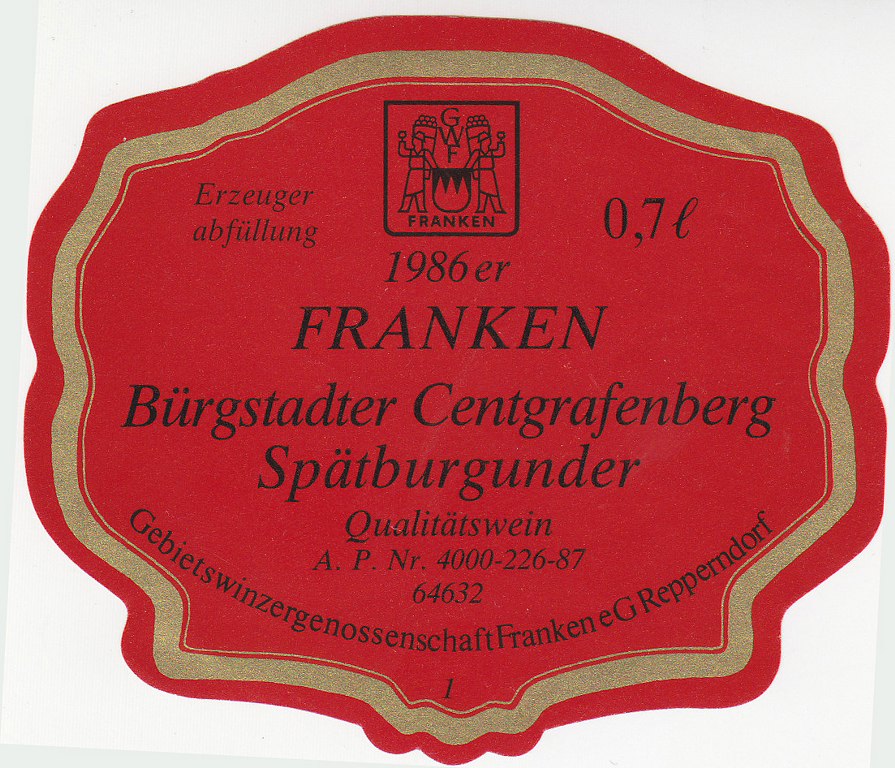 G
W
F
FRANKEN
Erzeuger
abfüllung
0,7 ℓ
1986er
FRANKEN
Bürgstadter Centgrafenberg
Spätburgunder
Qualitätswein
A. P. Nr. 4000-226-87
64632
Gebietswinzergenossenschaft Franken eG Repperndorf
1